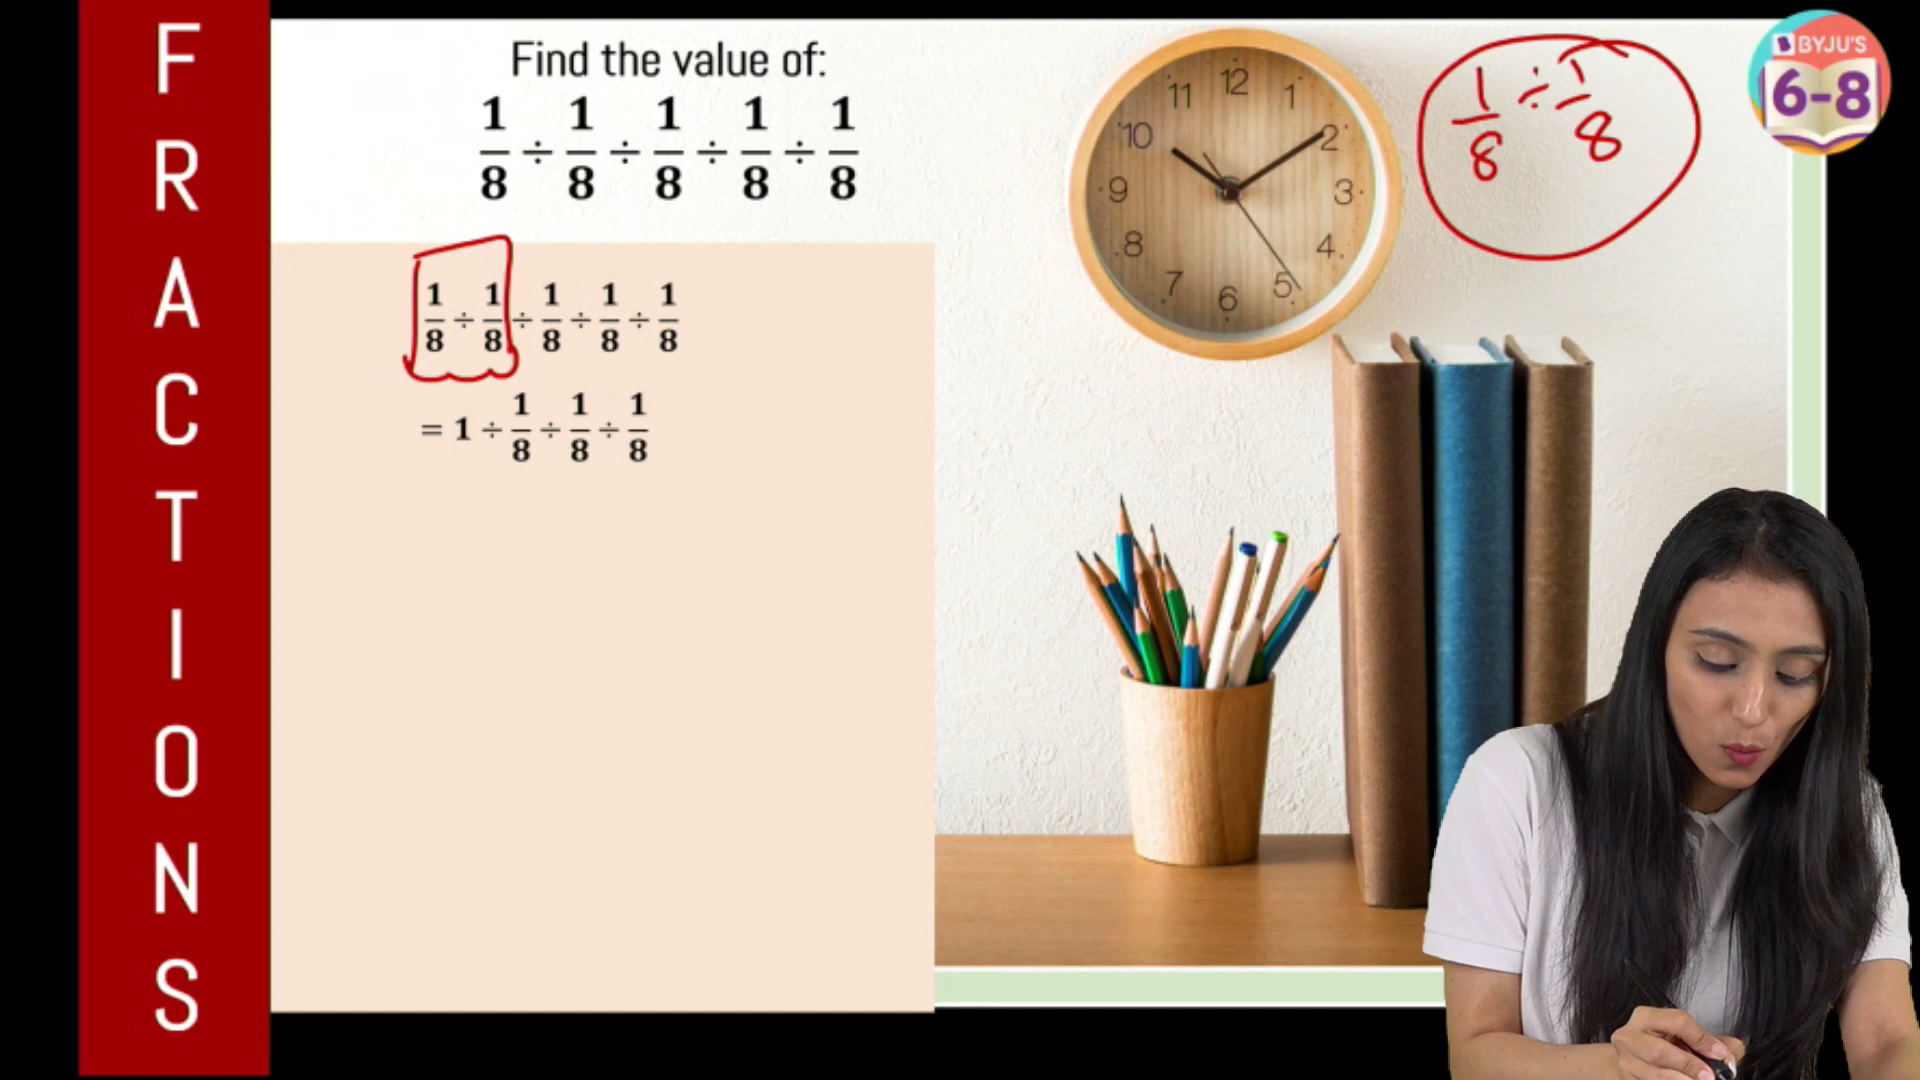 FRACTIONS
Find the value of:
1/8 ÷ 1/8 ÷ 1/8 ÷ 1/8 ÷ 1/8
1/8 ÷ 1/8 ÷ 1/8 ÷ 1/8 ÷ 1/8
= 1 ÷ 1/8 ÷ 1/8 ÷ 1/8
12
11 1
10 2
9 3
8 4
7 5
6
1/8 ÷ 1/8
BYJU'S
6-8